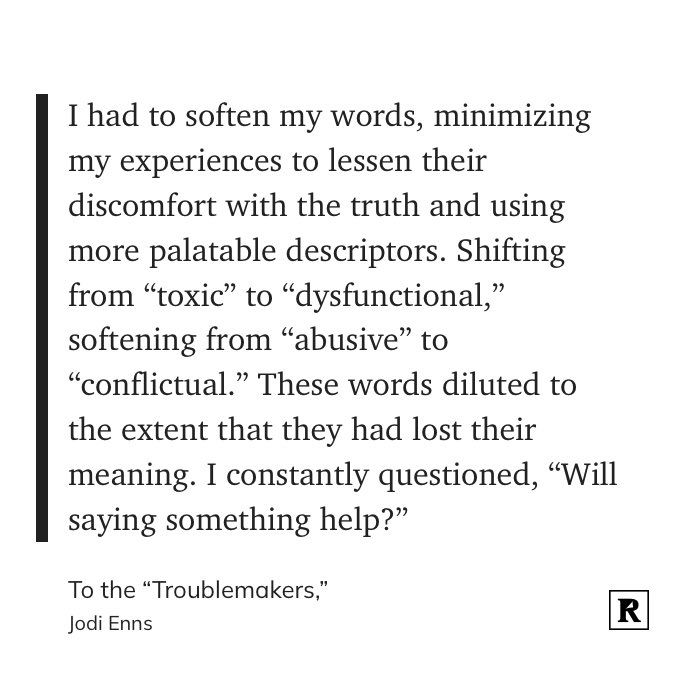 I had to soften my words, minimizing
my experiences to lessen their
discomfort with the truth and using
more palatable descriptors. Shifting
from “toxic” to “dysfunctional,”
softening from “abusive” to
“conflictual.” These words diluted to
the extent that they had lost their
meaning. I constantly questioned, “Will
saying something help?”
To the “Troublemakers,”
Jodi Enns
R